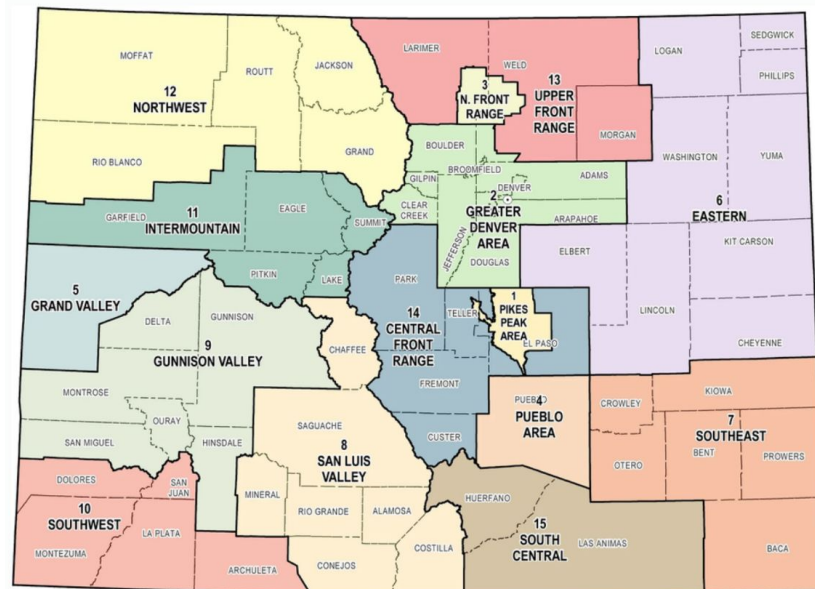 MOFFAT
ROUTT
JACKSON
LARIMER
WELD
LOGAN
SEDGWICK
PHILLIPS
12
NORTHWEST
3
N. FRONT
RANGE
13
UPPER
FRONT
RANGE
MORGAN
RIO BLANCO
GRAND
BOULDER
BROOMFIELD
GILPIN
DENVER
ADAMS
WASHINGTON
YUMA
CLEAR
CREEK
2
GREATER
DENVER
AREA
ARAPAHOE
JEFFERSON
DOUGLAS
6
EASTERN
GARFIELD
11
INTERMOUNTAIN
EAGLE
SUMMIT
PITKIN
LAKE
PARK
ELBERT
KIT CARSON
LINCOLN
CHEYENNE
5
GRAND VALLEY
DELTA
GUNNISON
14
CENTRAL
FRONT
RANGE
TELLER
1
PIKES
PEAK
AREA
EL PASO
9
GUNNISON VALLEY
CHAFFEE
MONTROSE
OURAY
SAN MIGUEL
HINSDALE
FREMONT
CUSTER
PUEBLO
4
PUEBLO
AREA
CROWLEY
KIOWA
7
SOUTHEAST
OTERO
BENT
PROWERS
SAGUACHE
8
SAN LUIS
VALLEY
DOLORES
SAN
JUAN
10
SOUTHWEST
MONTEZUMA
LA PLATA
ARCHULETA
MINERAL
RIO GRANDE
ALAMOSA
CONEJOS
COSTILLA
HUERFANO
15
SOUTH
CENTRAL
LAS ANIMAS
BACA